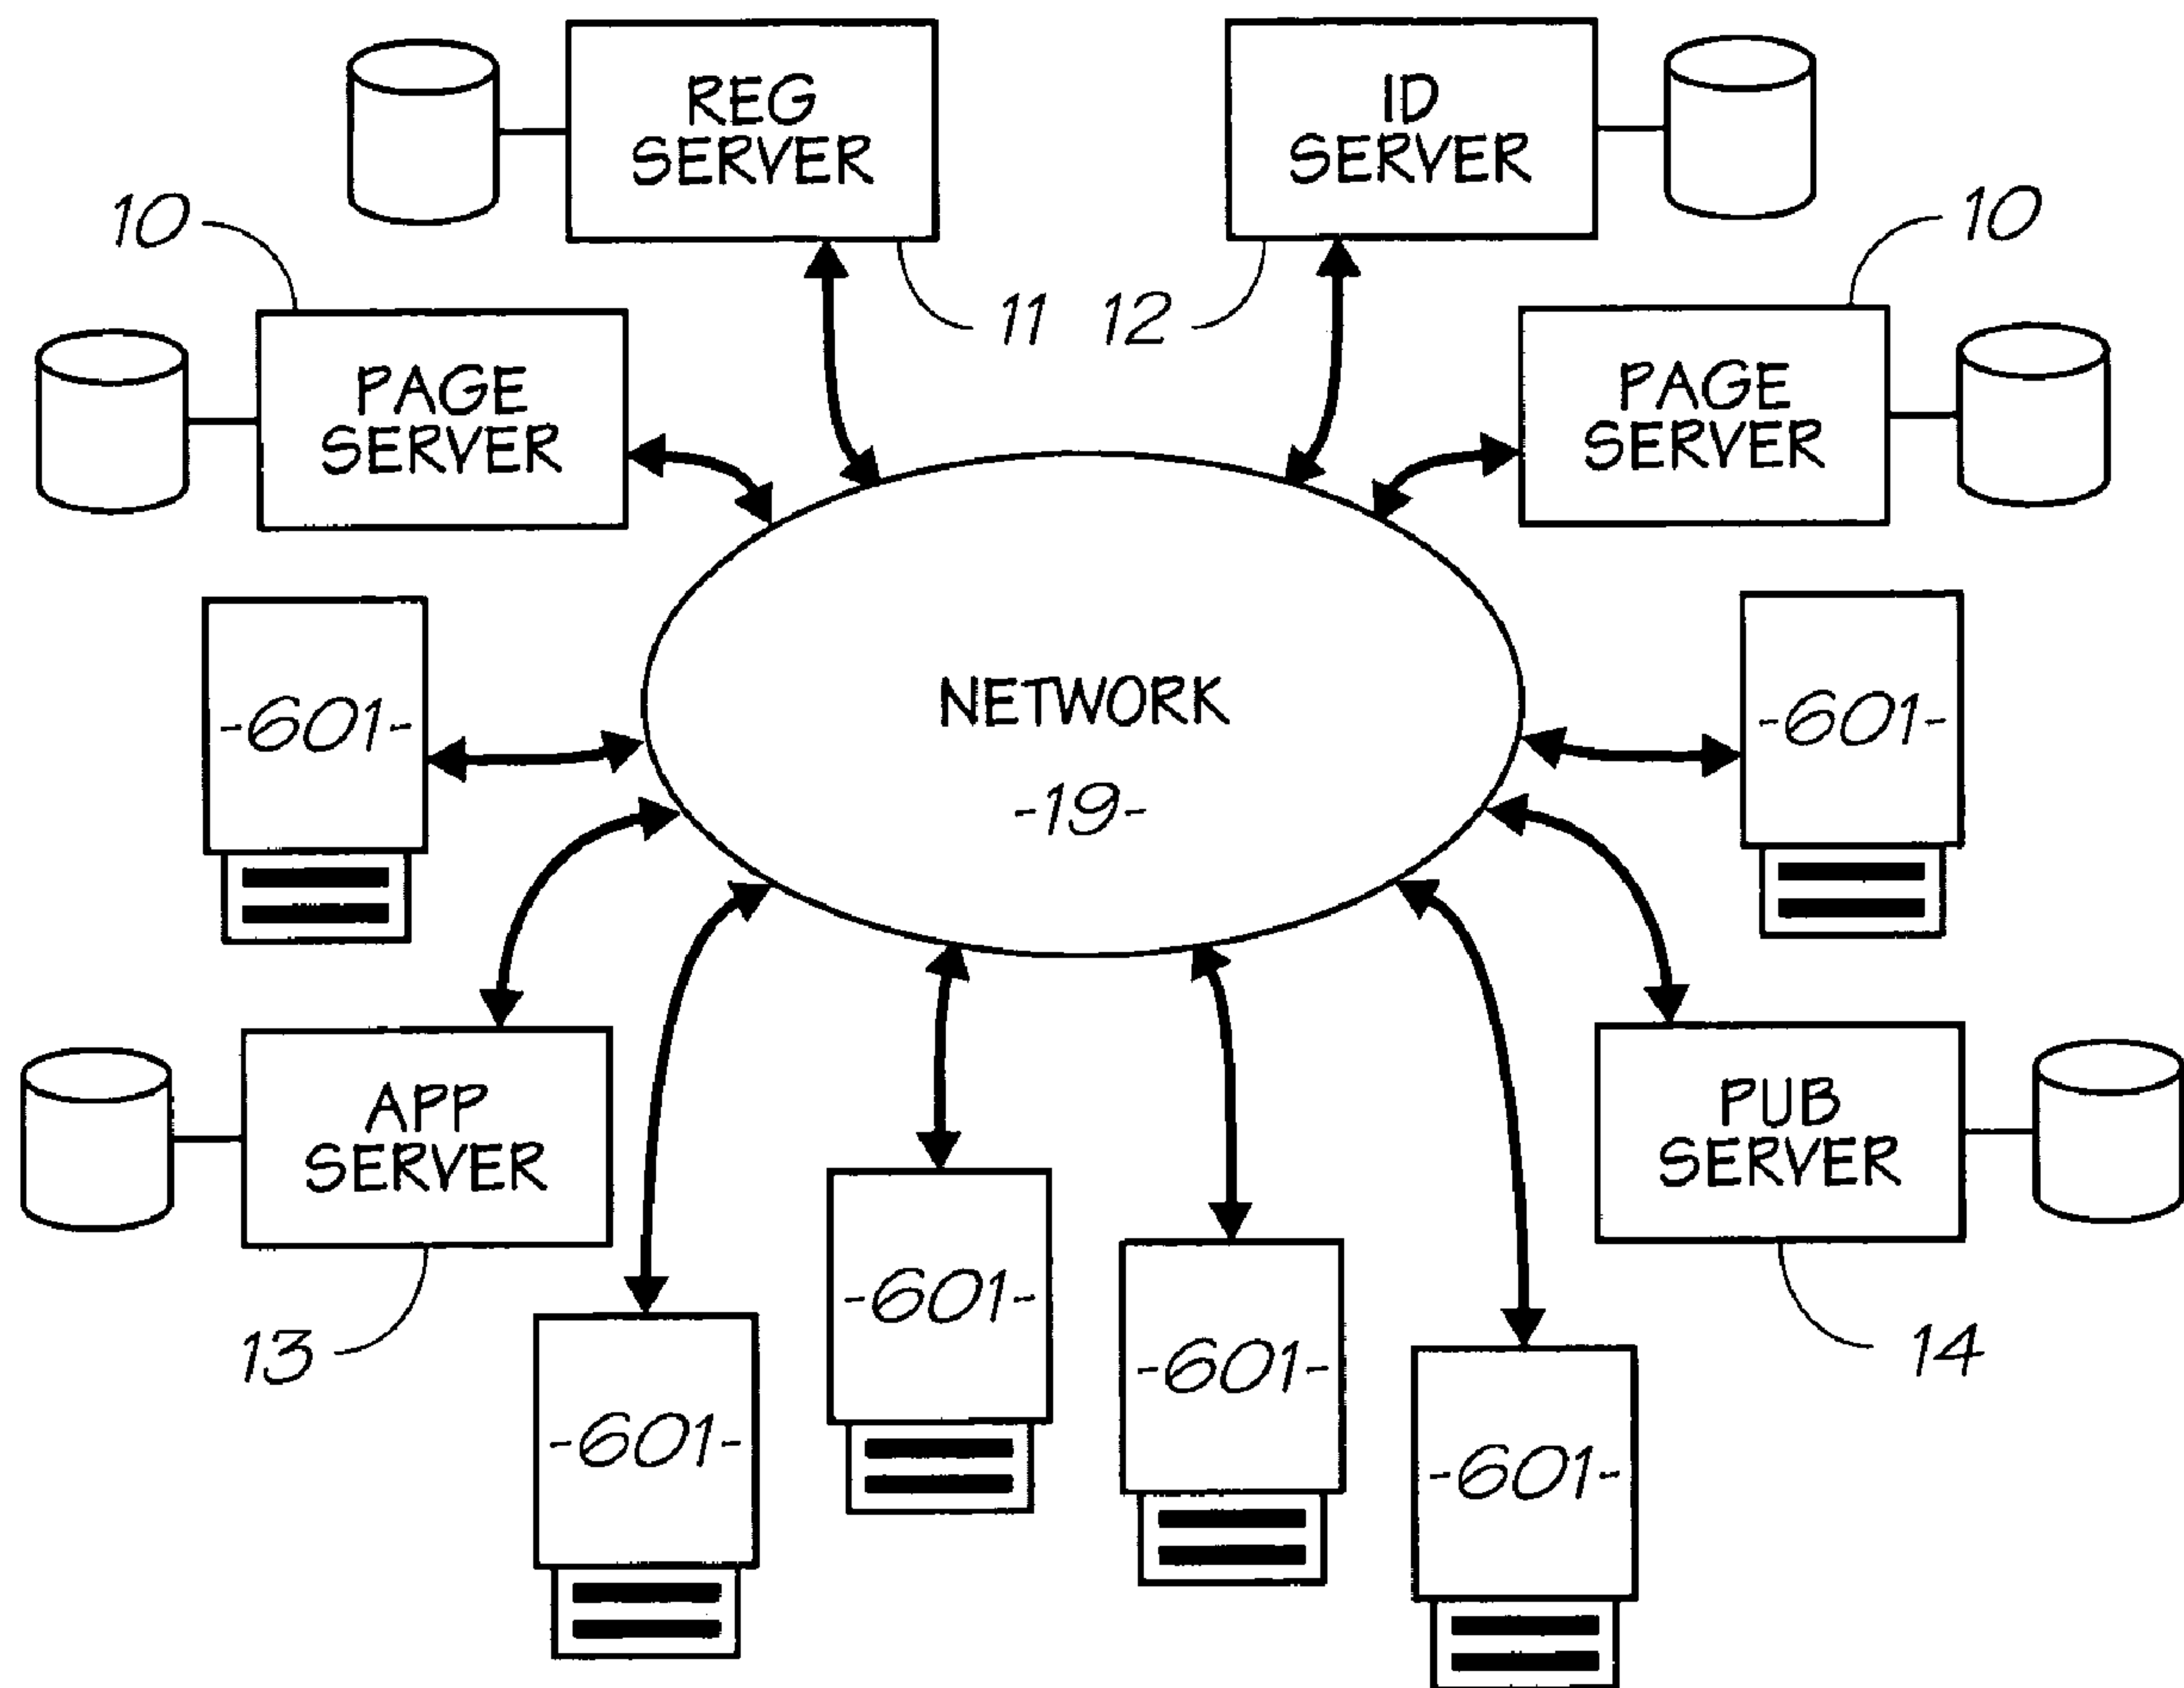 REG
SERVER
ID
SERVER
10
10
11
12
PAGE
SERVER
PAGE
SERVER
-601-
NETWORK
-19-
-601-
APP
SERVER
PUB
SERVER
13
14
-601-
-601-
-601-
-601-